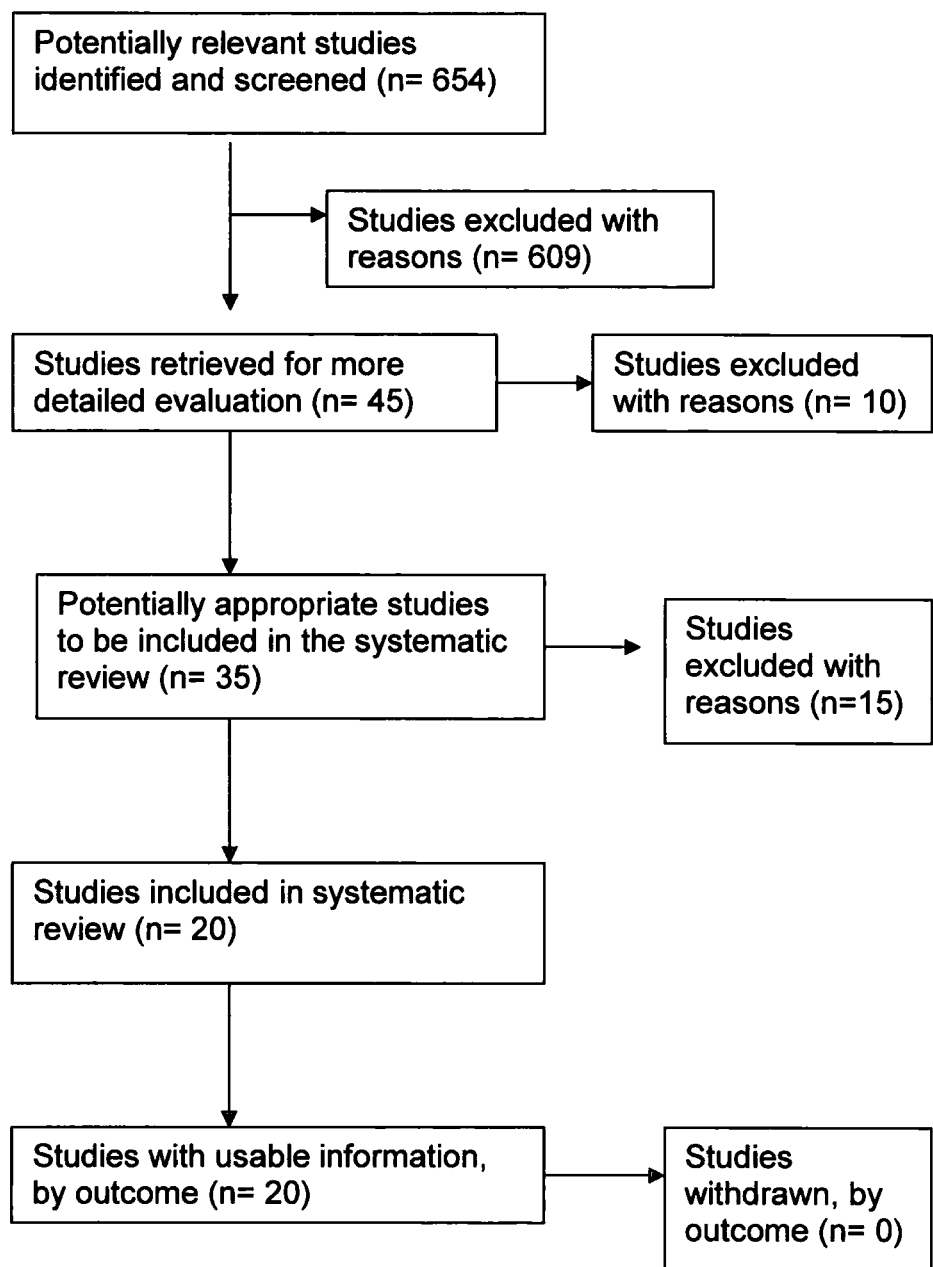 Potentially relevant studies
identified and screened (n= 654)
Studies excluded with
reasons (n= 609)
Studies retrieved for more
detailed evaluation (n= 45)
Studies excluded
with reasons (n= 10)
Potentially appropriate studies
to be included in the systematic
review (n= 35)
Studies
excluded with
reasons (n=15)
Studies included in systematic
review (n= 20)
Studies with usable information,
by outcome (n= 20)
Studies
withdrawn, by
outcome (n= 0)